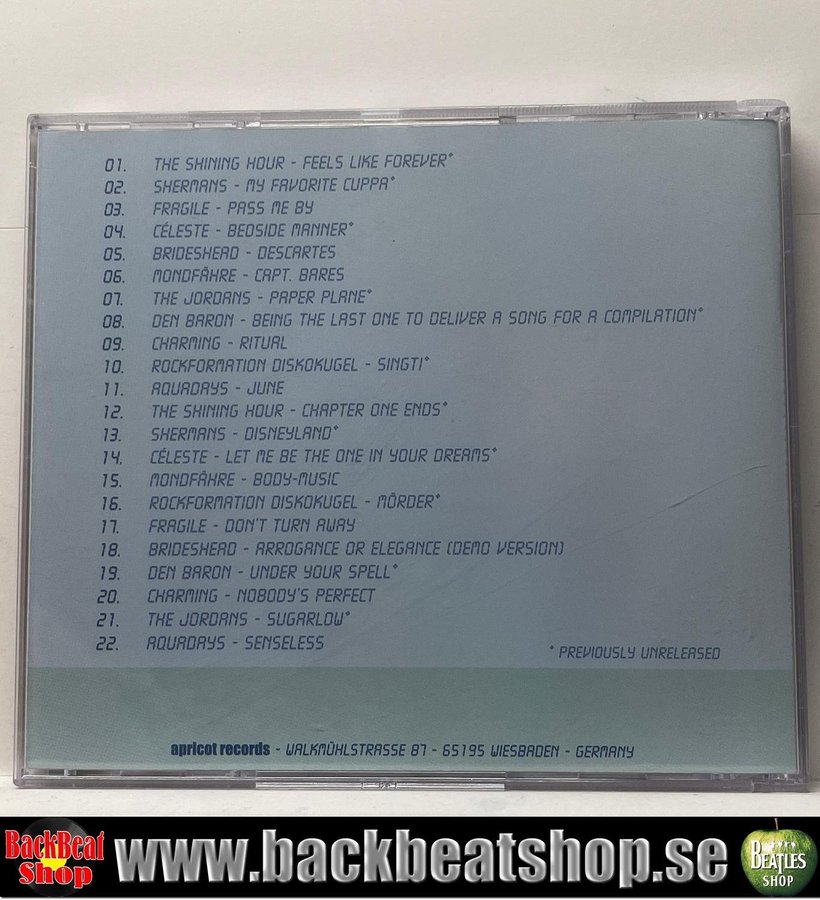 01. THE SHINING HOUR - FEELS LIKE FOREVER*
02. SHERMANS - MY FAVORITE CUPPA*
03. FRAGILE - PASS ME BY
04. CÉLESTE - BEDSIDE MANNER*
05. BRIDESHEAD - DESCARTES
06. MONDFÄHRE - CAPT. BARES
07. THE JORDANS - PAPER PLANE*
08. DEN BARON - BEING THE LAST ONE TO DELIVER A SONG FOR A COMPILATION*
09. CHARMING - RITUAL
10. ROCKFORMATION DISKOKUGEL - SINGTI*
11. AQUADAYS - JUNE
12. THE SHINING HOUR - CHAPTER ONE ENDS*
13. SHERMANS - DISNEYLAND*
14. CÉLESTE - LET ME BE THE ONE IN YOUR DREAMS*
15. MONDFÄHRE - BODY-MUSIC
16. ROCKFORMATION DISKOKUGEL - MÖRDER*
17. FRAGILE - DON'T TURN AWAY
18. BRIDESHEAD - ARROGANCE OR ELEGANCE (DEMO VERSION)
19. DEN BARON - UNDER YOUR SPELL*
20. CHARMING - NOBODY'S PERFECT
21. THE JORDANS - SUGARLOW*
22. AQUADAYS - SENSELESS
* PREVIOUSLY UNRELEASED
apricot records - WALKMÜHLSTRASSE 87 - 65195 WIESBADEN - GERMANY
BackBeat
Shop
www.backbeatshop.se
BEATLES
SHOP